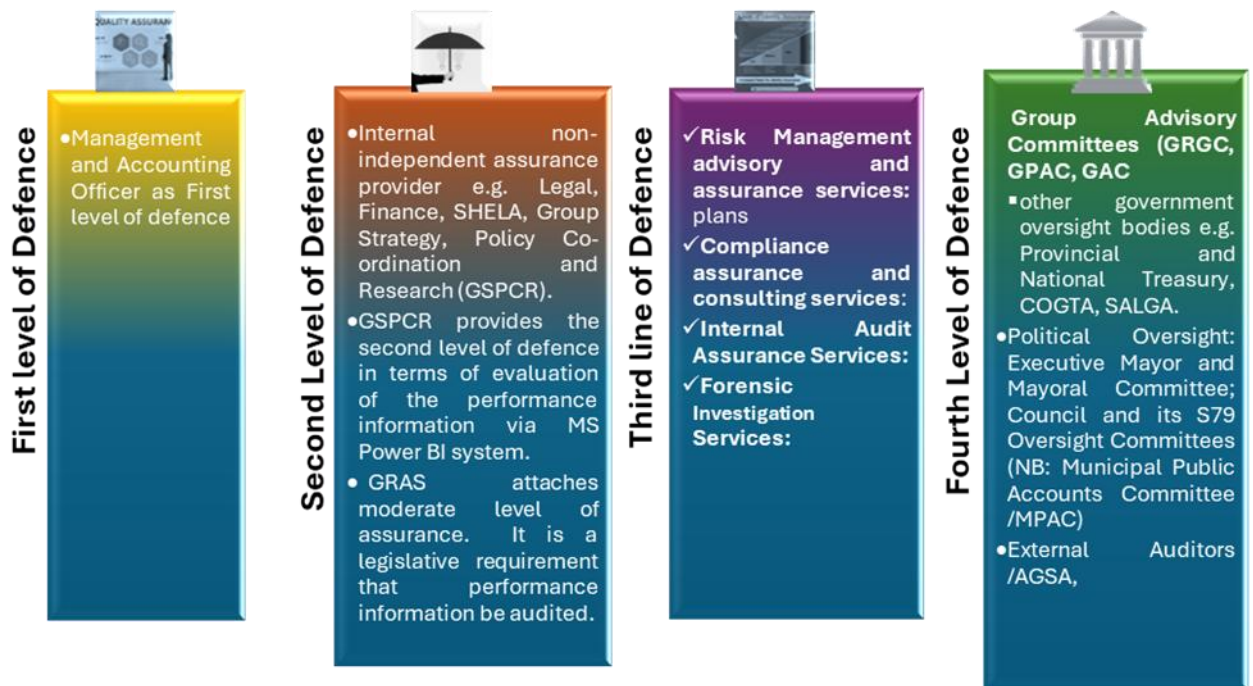 QUALITY ASSURAN
First level of Defence
•Management
and Accounting
Officer as First
level of defence
Second Level of Defence
•Internal non-
independent assurance
provider e.g. Legal,
Finance, SHELA, Group
Strategy, Policy Co-
ordination and
Research (GSPCR).
•GSPCR provides the
second level of defence
in terms of evaluation
of the performance
information via MS
Power BI system.
• GRAS attaches
moderate level of
assurance. It is a
legislative requirement
that performance
information be audited.
Third line of Defence
✓Risk Management
advisory and
assurance services:
plans
✓Compliance
assurance and
consulting services:
✓Internal Audit
Assurance Services:
✓Forensic
Investigation
Services:
Fourth Level of Defence
Group Advisory
Committees (GRGC,
GPAC, GAC
▪other government
oversight bodies e.g.
Provincial and
National Treasury,
COGTA, SALGA.
•Political Oversight:
Executive Mayor and
Mayoral Committee;
Council and its S79
Oversight Committees
(NB: Municipal Public
Accounts Committee
/MPAC)
•External Auditors
/AGSA,